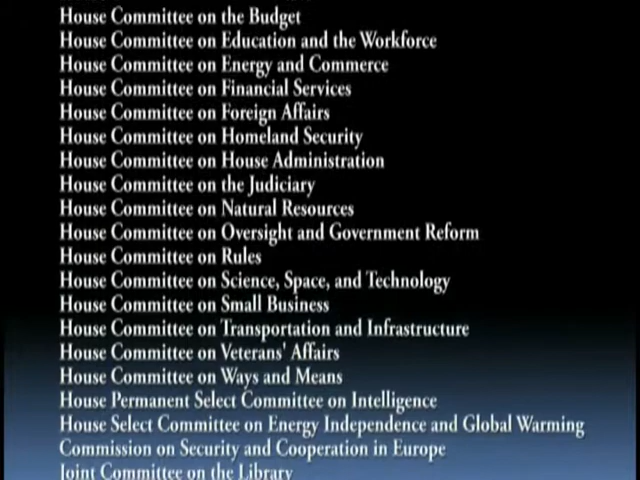 House Committee on the Budget
House Committee on Education and the Workforce
House Committee on Energy and Commerce
House Committee on Financial Services
House Committee on Foreign Affairs
House Committee on Homeland Security
House Committee on House Administration
House Committee on the Judiciary
House Committee on Natural Resources
House Committee on Oversight and Government Reform
House Committee on Rules
House Committee on Science, Space, and Technology
House Committee on Small Business
House Committee on Transportation and Infrastructure
House Committee on Veterans' Affairs
House Committee on Ways and Means
House Permanent Select Committee on Intelligence
House Select Committee on Energy Independence and Global Warming
Commission on Security and Cooperation in Europe
Joint Committee on the Library